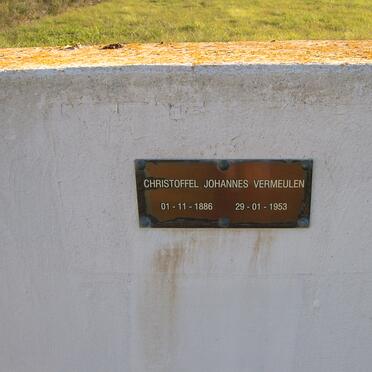 CHRISTOFFEL JOHANNES VERMEULEN
01 - 11 - 1886 29 - 01 - 1953